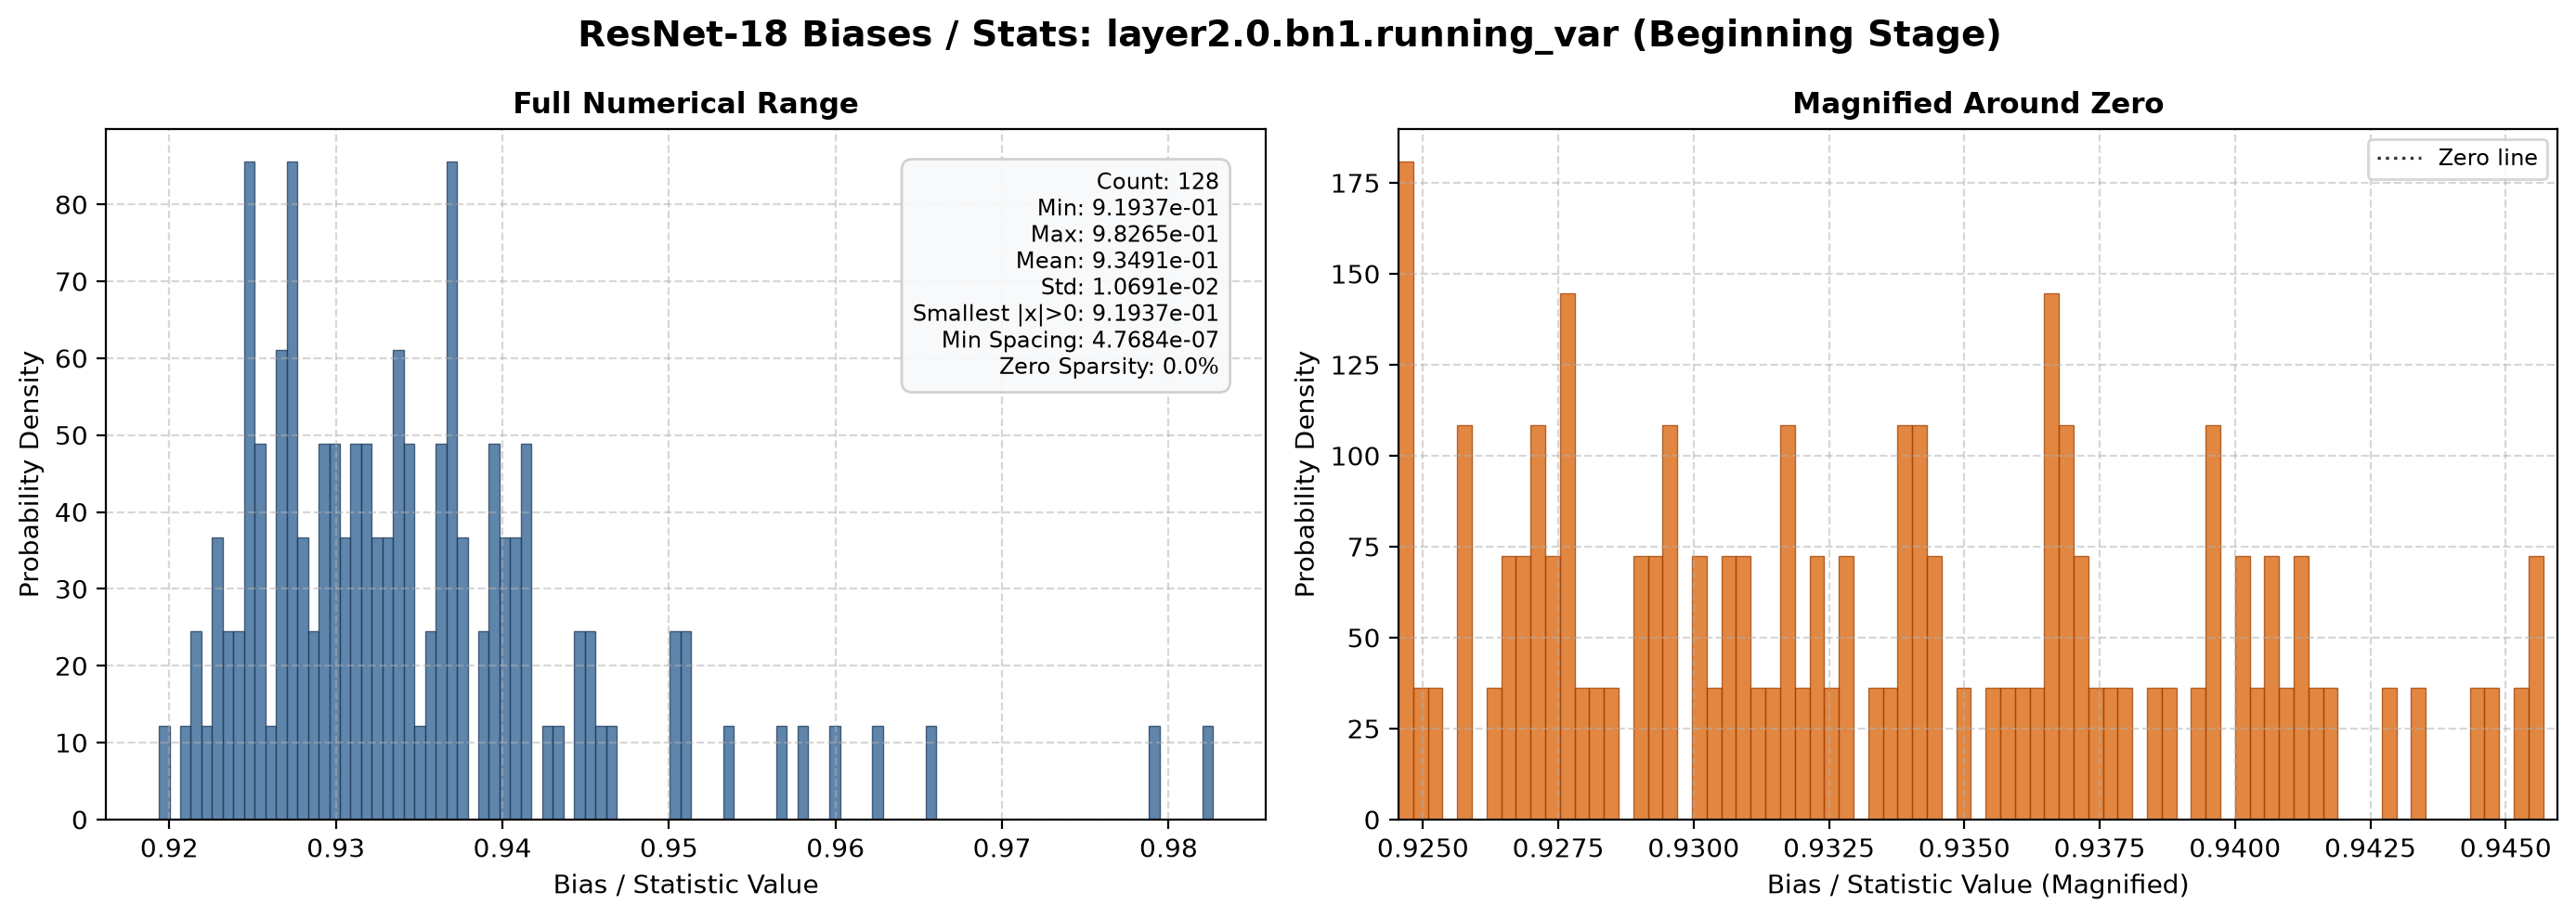 ResNet-18 Biases / Stats: layer2.0.bn1.running_var (Beginning Stage)
Full Numerical Range
Probability Density
80
70
60
50
40
30
20
10
0
Count: 128
Min: 9.1937e-01
Max: 9.8265e-01
Mean: 9.3491e-01
Std: 1.0691e-02
Smallest |x|>0: 9.1937e-01
Min Spacing: 4.7684e-07
Zero Sparsity: 0.0%
0.92 0.93 0.94 0.95 0.96 0.97 0.98
Bias / Statistic Value
Magnified Around Zero
Probability Density
175
150
125
100
75
50
25
0
Zero line
0.9250 0.9275 0.9300 0.9325 0.9350 0.9375 0.9400 0.9425 0.9450
Bias / Statistic Value (Magnified)